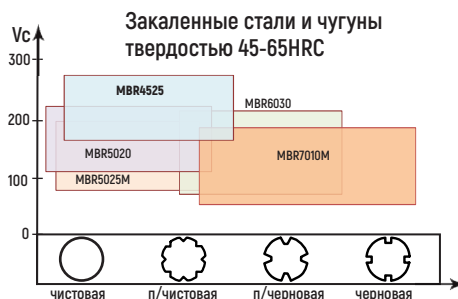 Закаленные стали и чугуны
твердостью 45-65HRC
Vc
300
200
100
0
MBR4525
MBR6030
MBR5020
MBR7010M
MBR5025M
чистовая п/чистовая п/черновая черновая